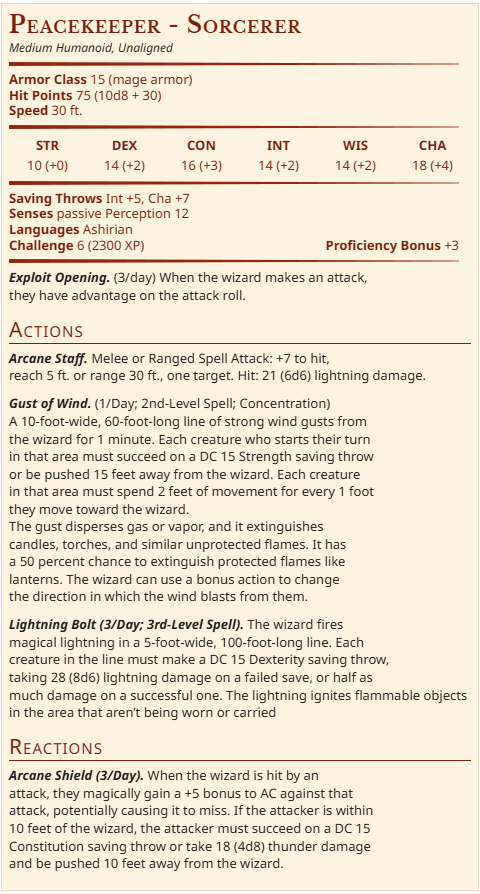 Peacekeeper - Sorcerer
Medium Humanoid, Unaligned
Armor Class 15 (mage armor)
Hit Points 75 (10d8 + 30)
Speed 30 ft.
STR DEX CON INT WIS CHA
10 (+0) 14 (+2) 16 (+3) 14 (+2) 14 (+2) 18 (+4)
Saving Throws Int +5, Cha +7
Senses passive Perception 12
Languages Ashirian
Challenge 6 (2300 XP) Proficiency Bonus +3
Exploit Opening. (3/day) When the wizard makes an attack,
they have advantage on the attack roll.
Actions
Arcane Staff. Melee or Ranged Spell Attack: +7 to hit,
reach 5 ft. or range 30 ft., one target. Hit: 21 (6d6) lightning damage.
Gust of Wind. (1/Day; 2nd-Level Spell; Concentration)
A 10-foot-wide, 60-foot-long line of strong wind gusts from
the wizard for 1 minute. Each creature who starts their turn
in that area must succeed on a DC 15 Strength saving throw
or be pushed 15 feet away from the wizard. Each creature
in that area must spend 2 feet of movement for every 1 foot
they move toward the wizard.
The gust disperses gas or vapor, and it extinguishes
candles, torches, and similar unprotected flames. It has
a 50 percent chance to extinguish protected flames like
lanterns. The wizard can use a bonus action to change
the direction in which the wind blasts from them.
Lightning Bolt (3/Day; 3rd-Level Spell). The wizard fires
magical lightning in a 5-foot-wide, 100-foot-long line. Each
creature in the line must make a DC 15 Dexterity saving throw,
taking 28 (8d6) lightning damage on a failed save, or half as
much damage on a successful one. The lightning ignites flammable objects
in the area that aren't being worn or carried
Reactions
Arcane Shield (3/Day). When the wizard is hit by an
attack, they magically gain a +5 bonus to AC against that
attack, potentially causing it to miss. If the attacker is within
10 feet of the wizard, the attacker must succeed on a DC 15
Constitution saving throw or take 18 (4d8) thunder damage
and be pushed 10 feet away from the wizard.